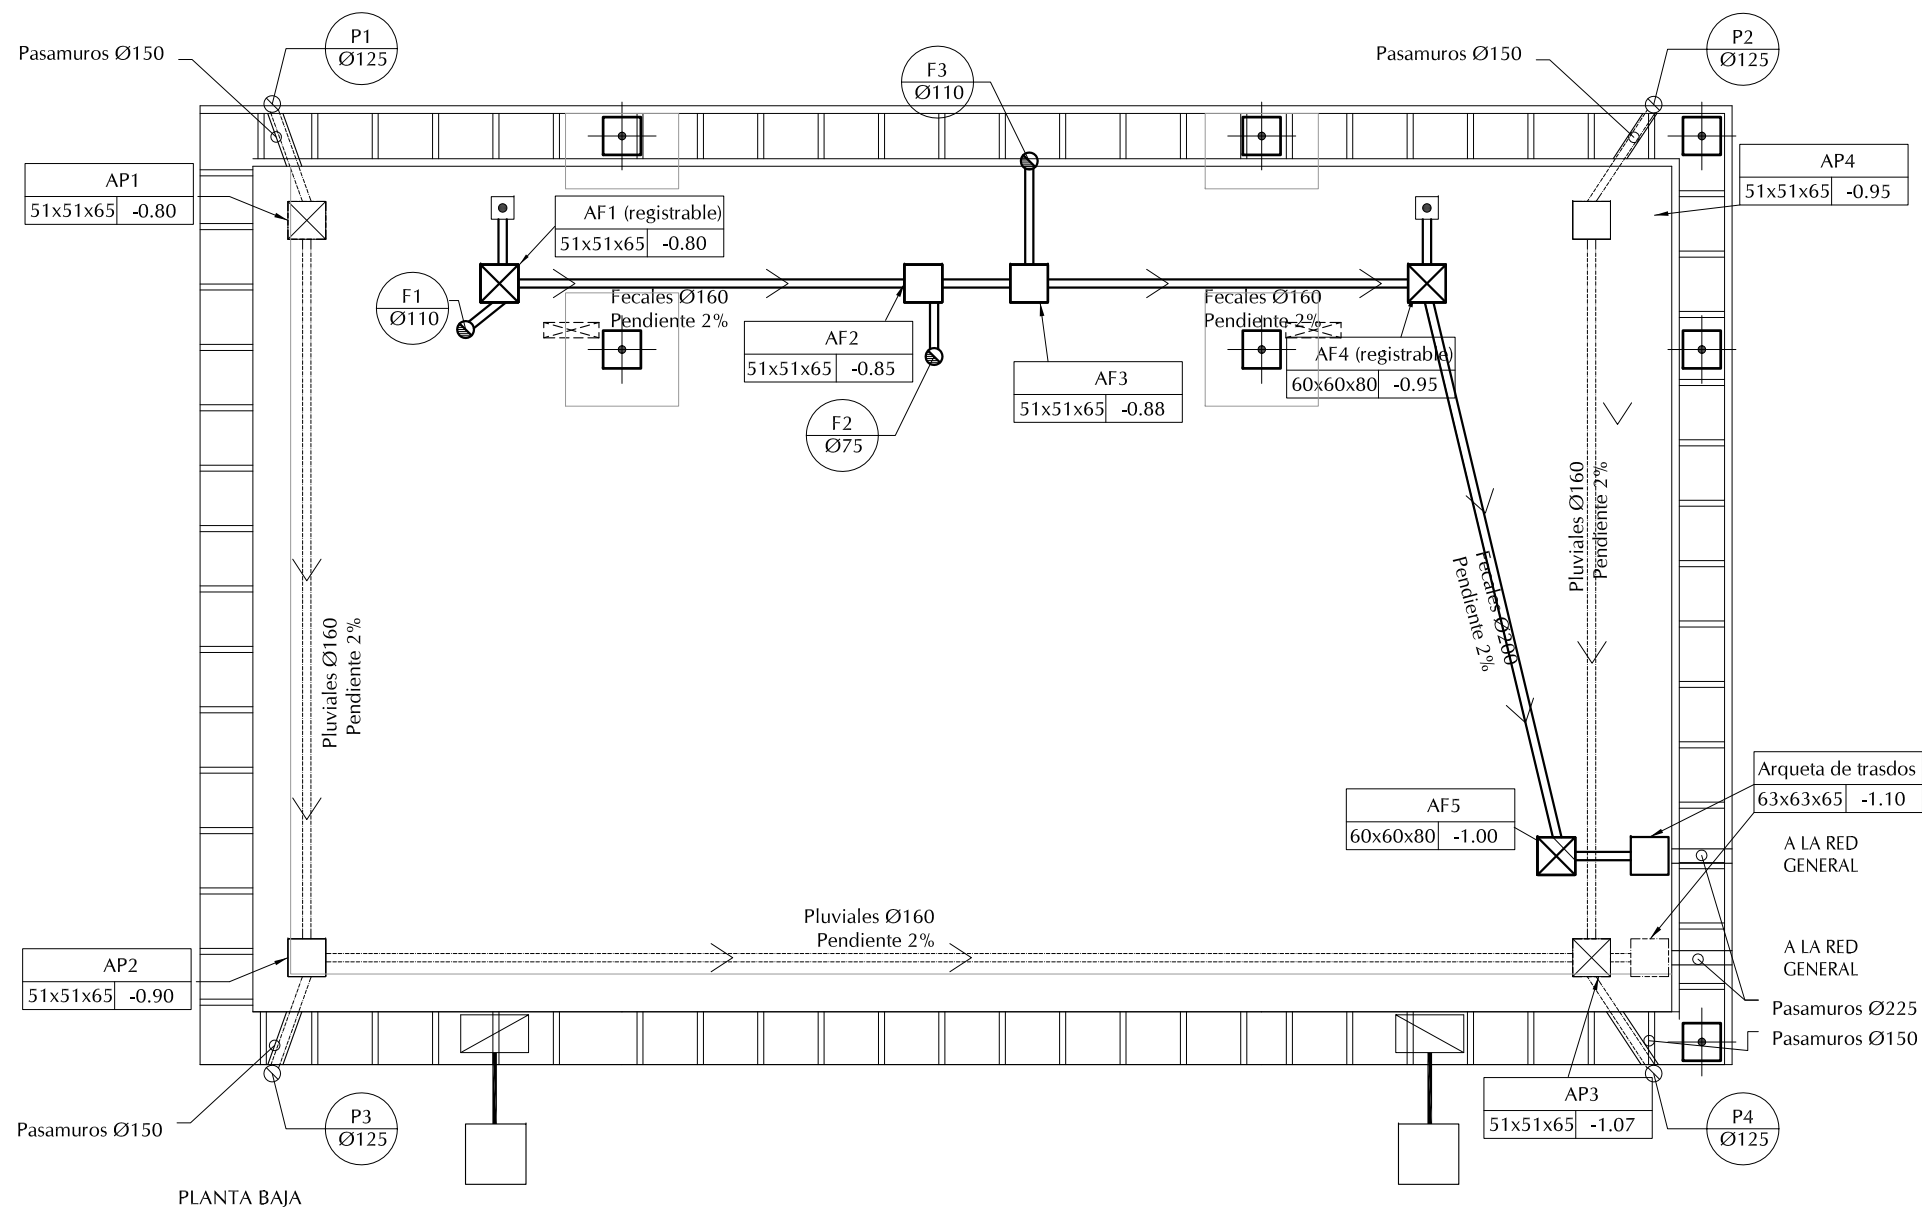 P1
Ø125
Pasamuros Ø150
F3
Ø110
Pasamuros Ø150
P2
Ø125
AP1
51x51x65 -0.80
AF1 (registrable)
51x51x65 -0.80
AP4
51x51x65 -0.95
F1
Ø110
Fecales Ø160
Pendiente 2%
Fecales Ø160
Pendiente 2%
AF2
51x51x65 -0.85
AF3
51x51x65 -0.88
AF4 (registrable)
60x60x80 -0.95
F2
Ø75
Pluviales Ø160
Pendiente 2%
Fecales Ø200
Pendiente 2%
Pluviales Ø160
Pendiente 2%
Arqueta de trasdos
63x63x65 -1.10
AF5
60x60x80 -1.00
A LA RED
GENERAL
Pluviales Ø160
Pendiente 2%
A LA RED
GENERAL
AP2
51x51x65 -0.90
Pasamuros Ø225
Pasamuros Ø150
AP3
51x51x65 -1.07
P3
Ø125
Pasamuros Ø150
P4
Ø125
PLANTA BAJA